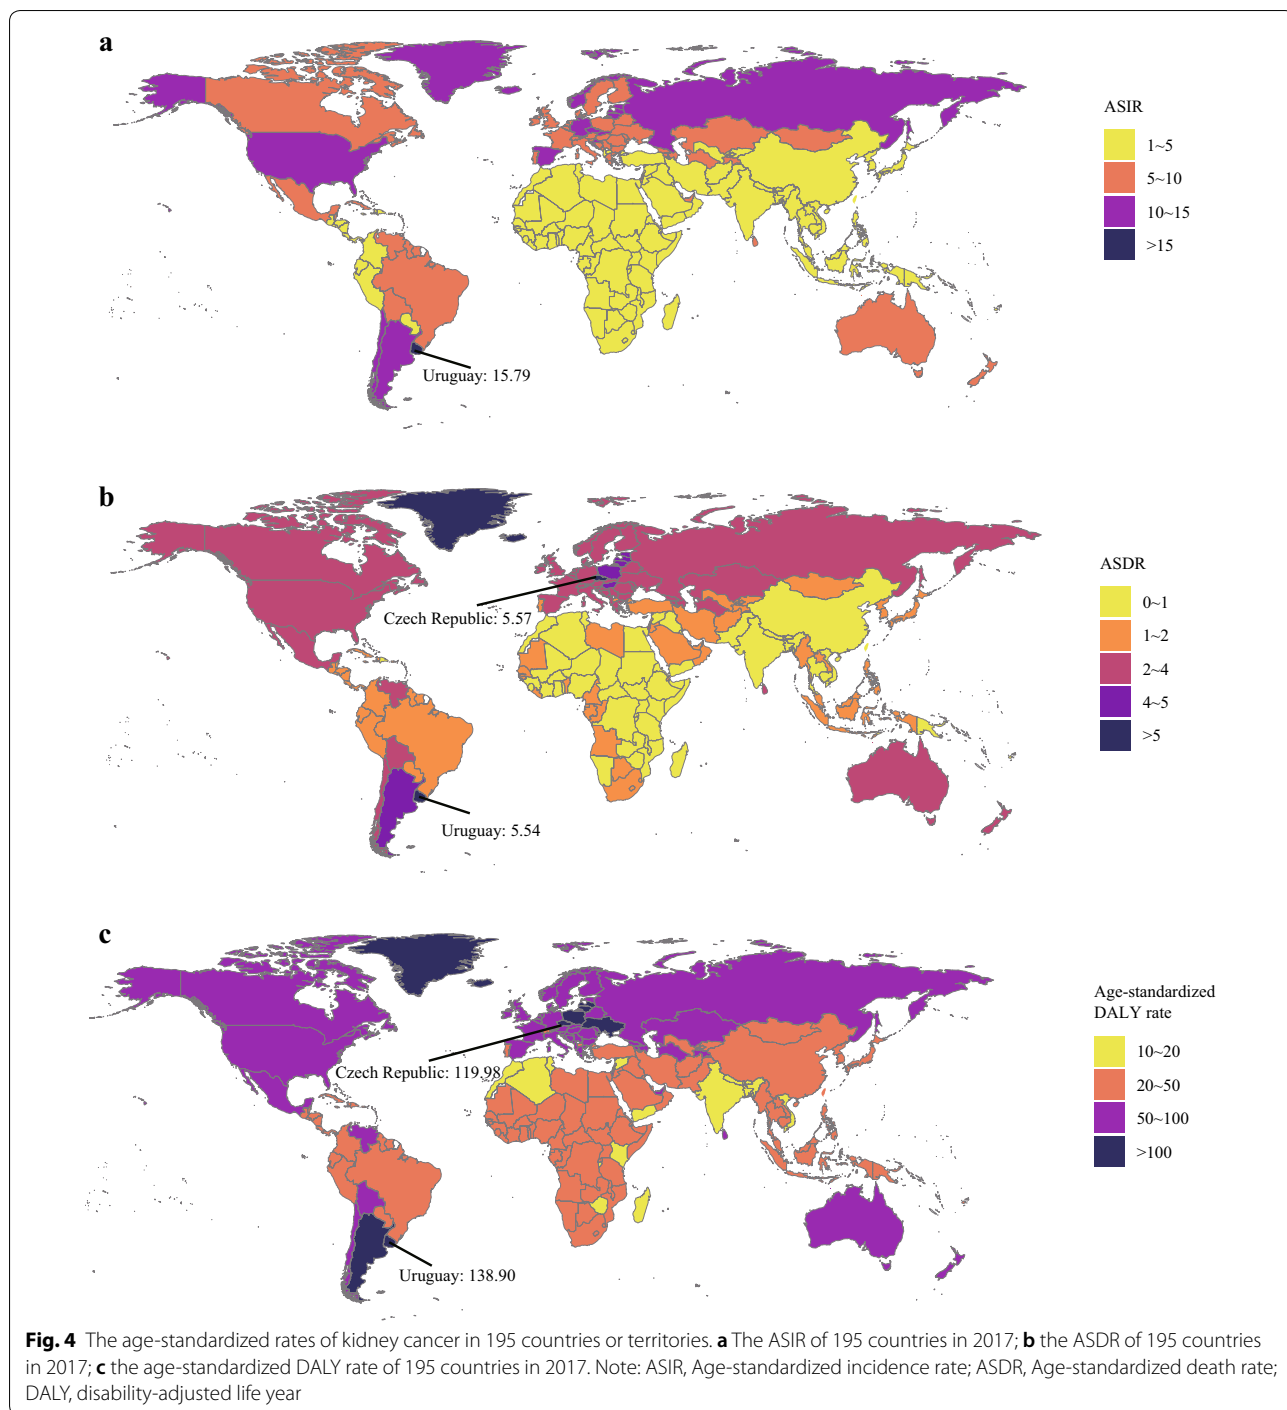 a
ASIR
1~5
5~10
10~15
>15
Uruguay: 15.79
b
ASDR
0~1
1~2
2~4
4~5
>5
Czech Republic: 5.57
Uruguay: 5.54
c
Age-standardized
DALY rate
10~20
20~50
50~100
>100
Czech Republic: 119.98
Uruguay: 138.90
Fig. 4 The age-standardized rates of kidney cancer in 195 countries or territories. a The ASIR of 195 countries in 2017; b the ASDR of 195 countries
in 2017; c the age-standardized DALY rate of 195 countries in 2017. Note: ASIR, Age-standardized incidence rate; ASDR, Age-standardized death rate;
DALY, disability-adjusted life year